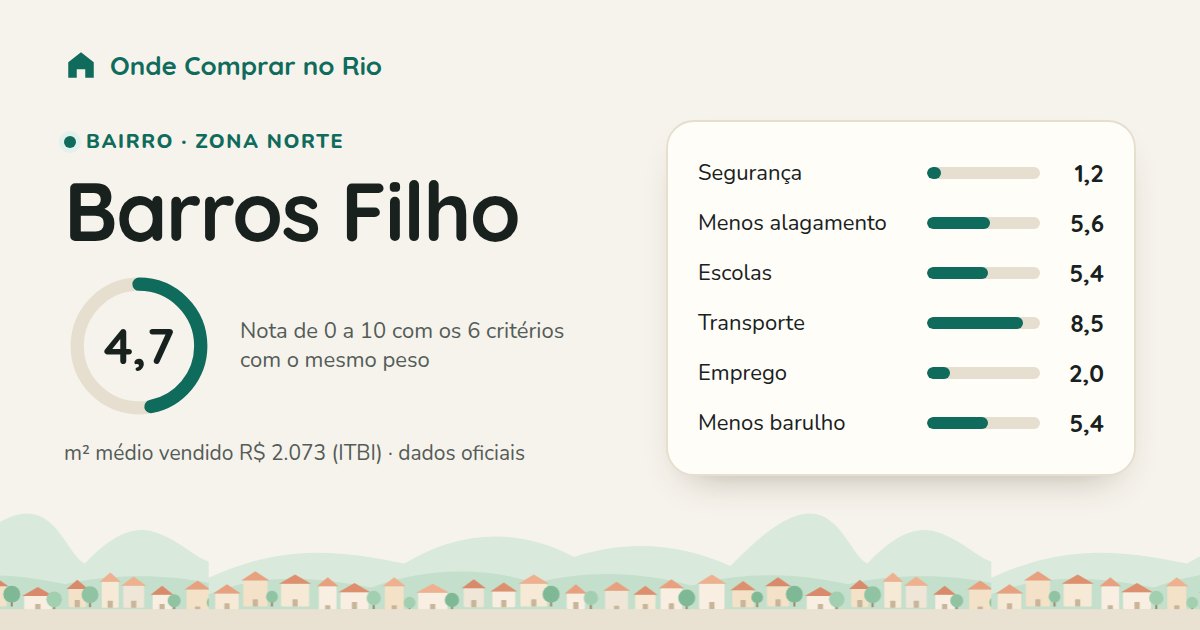 Onde Comprar no Rio
BAIRRO · ZONA NORTE
Barros Filho
4,7
Nota de 0 a 10 com os 6 critérios
com o mesmo peso
m² médio vendido R$ 2.073 (ITBI) · dados oficiais
Segurança 1,2
Menos alagamento 5,6
Escolas 5,4
Transporte 8,5
Emprego 2,0
Menos barulho 5,4